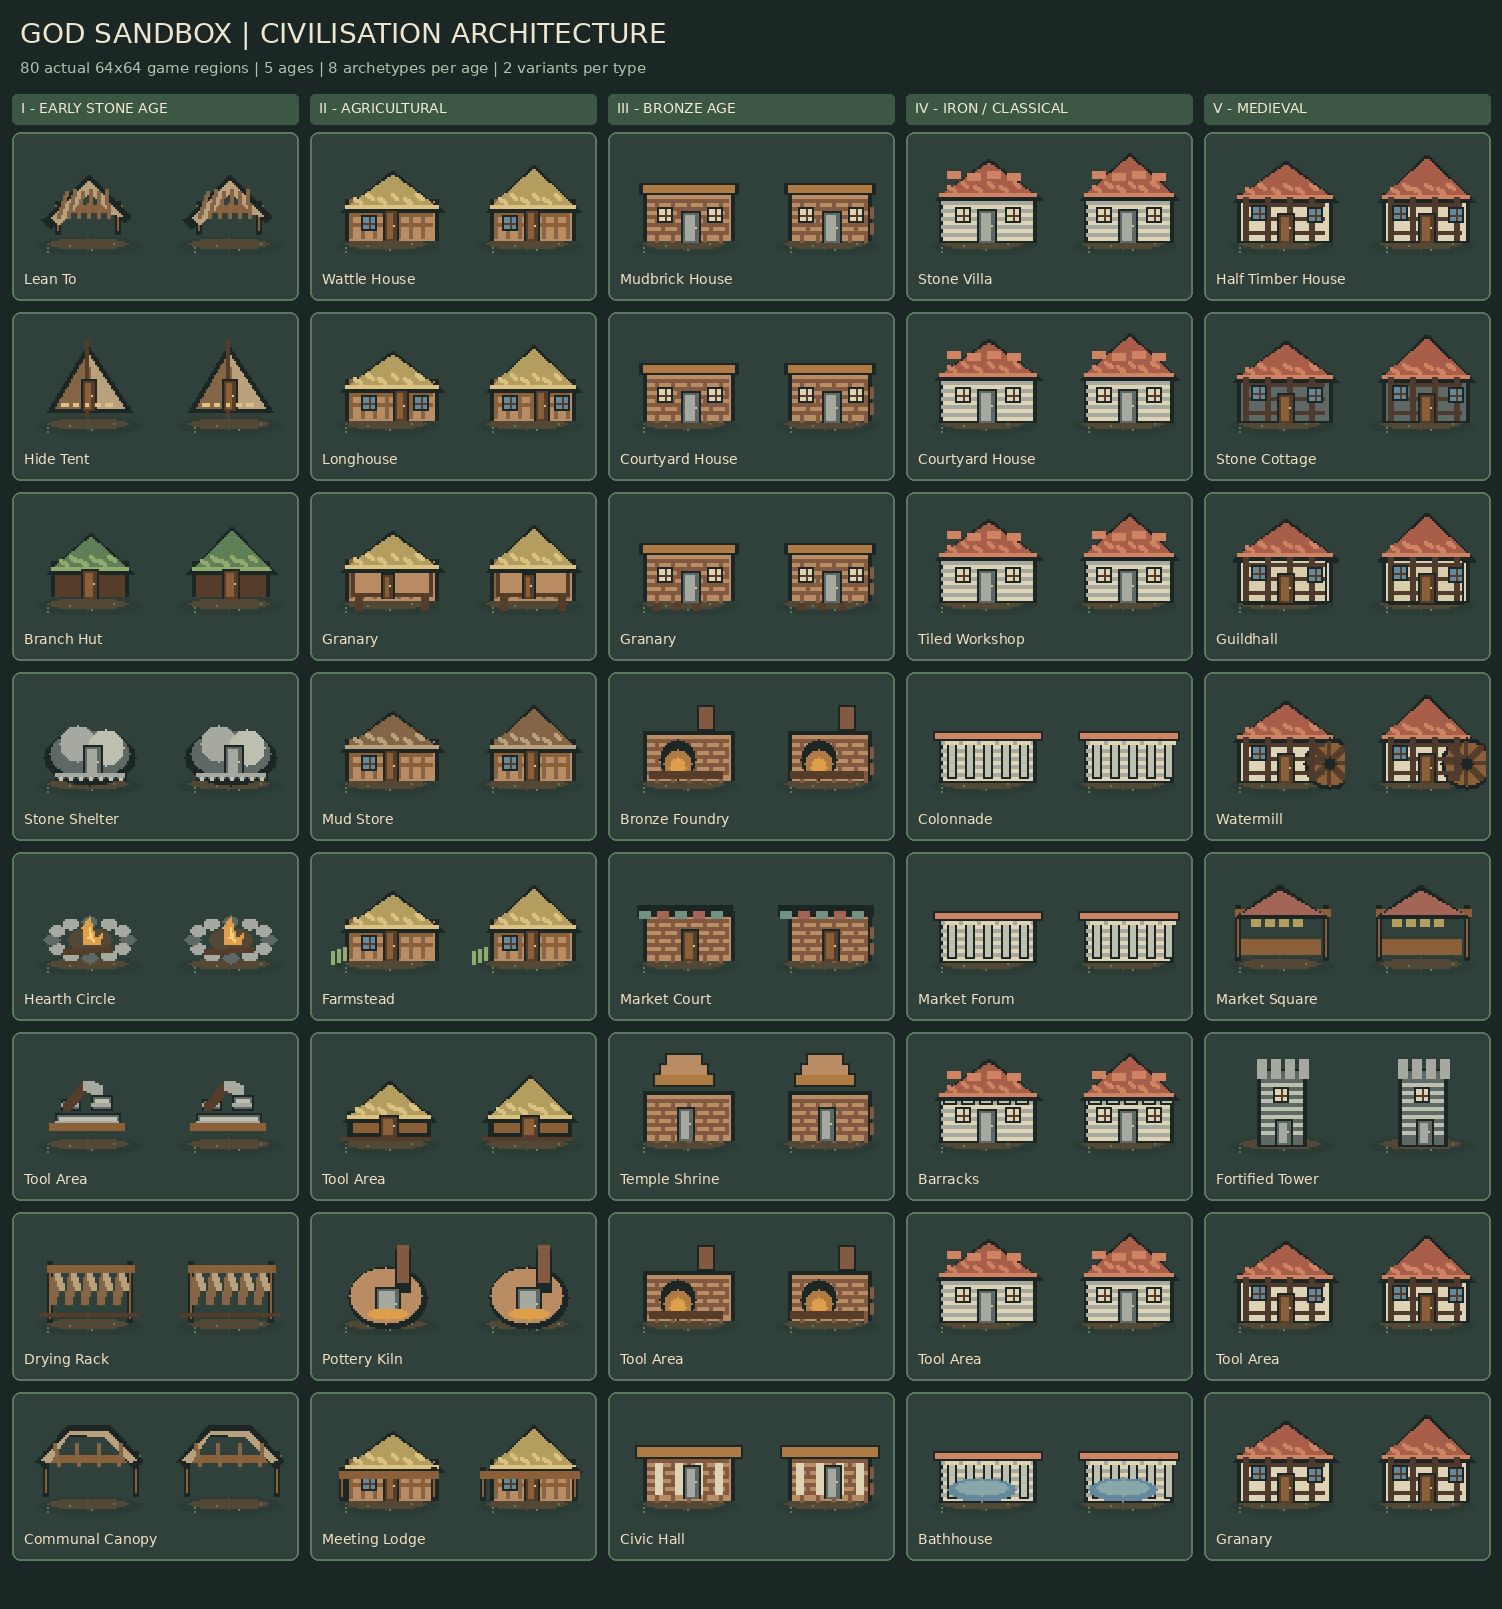 GOD SANDBOX | CIVILISATION ARCHITECTURE
80 actual 64x64 game regions | 5 ages | 8 archetypes per age | 2 variants per type
I - EARLY STONE AGE
II - AGRICULTURAL
III - BRONZE AGE
IV - IRON / CLASSICAL
V - MEDIEVAL
Lean To
Wattle House
Mudbrick House
Stone Villa
Half Timber House
Hide Tent
Longhouse
Courtyard House
Courtyard House
Stone Cottage
Branch Hut
Granary
Granary
Tiled Workshop
Guildhall
Stone Shelter
Mud Store
Bronze Foundry
Colonnade
Watermill
Hearth Circle
Farmstead
Market Court
Market Forum
Market Square
Tool Area
Tool Area
Temple Shrine
Barracks
Fortified Tower
Drying Rack
Pottery Kiln
Tool Area
Tool Area
Tool Area
Communal Canopy
Meeting Lodge
Civic Hall
Bathhouse
Granary